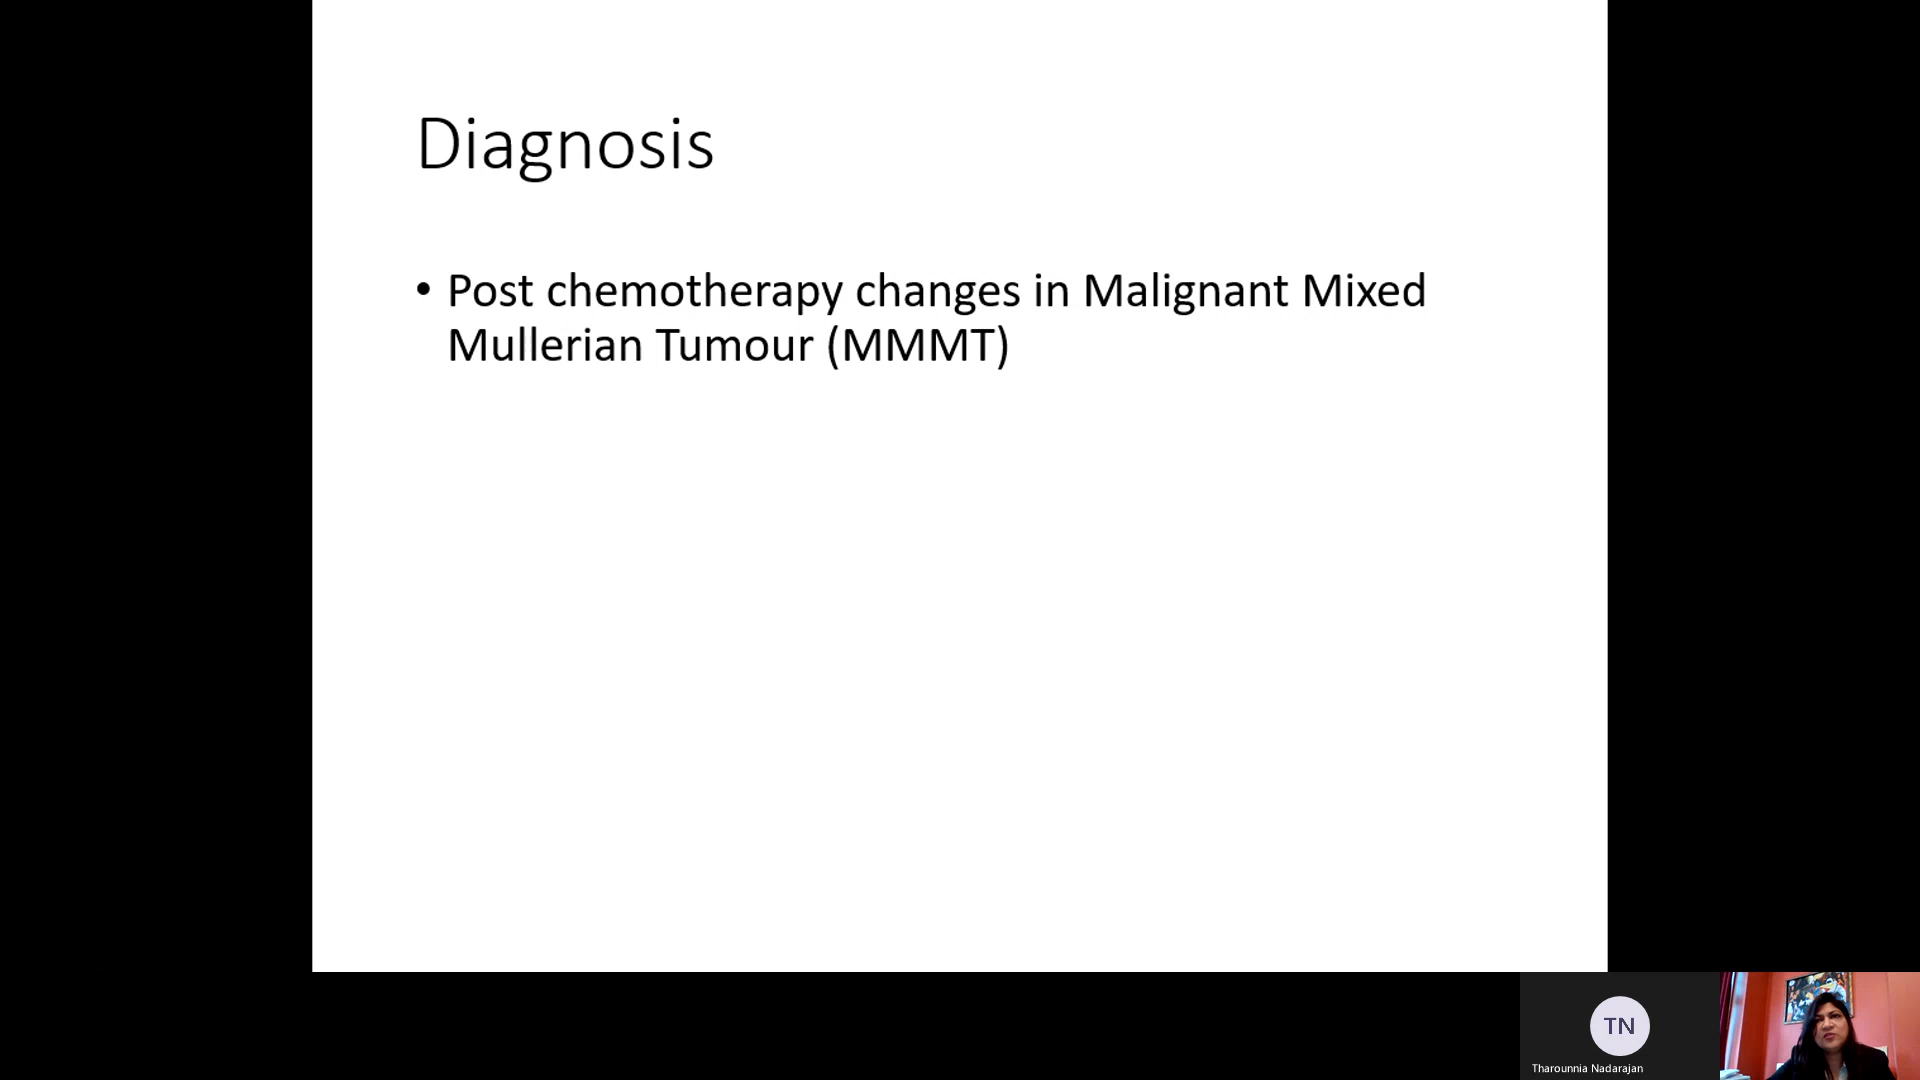 Diagnosis
• Post chemotherapy changes in Malignant Mixed
Mullerian Tumour (MMMT)
TN
Tharounnia Nadarajan